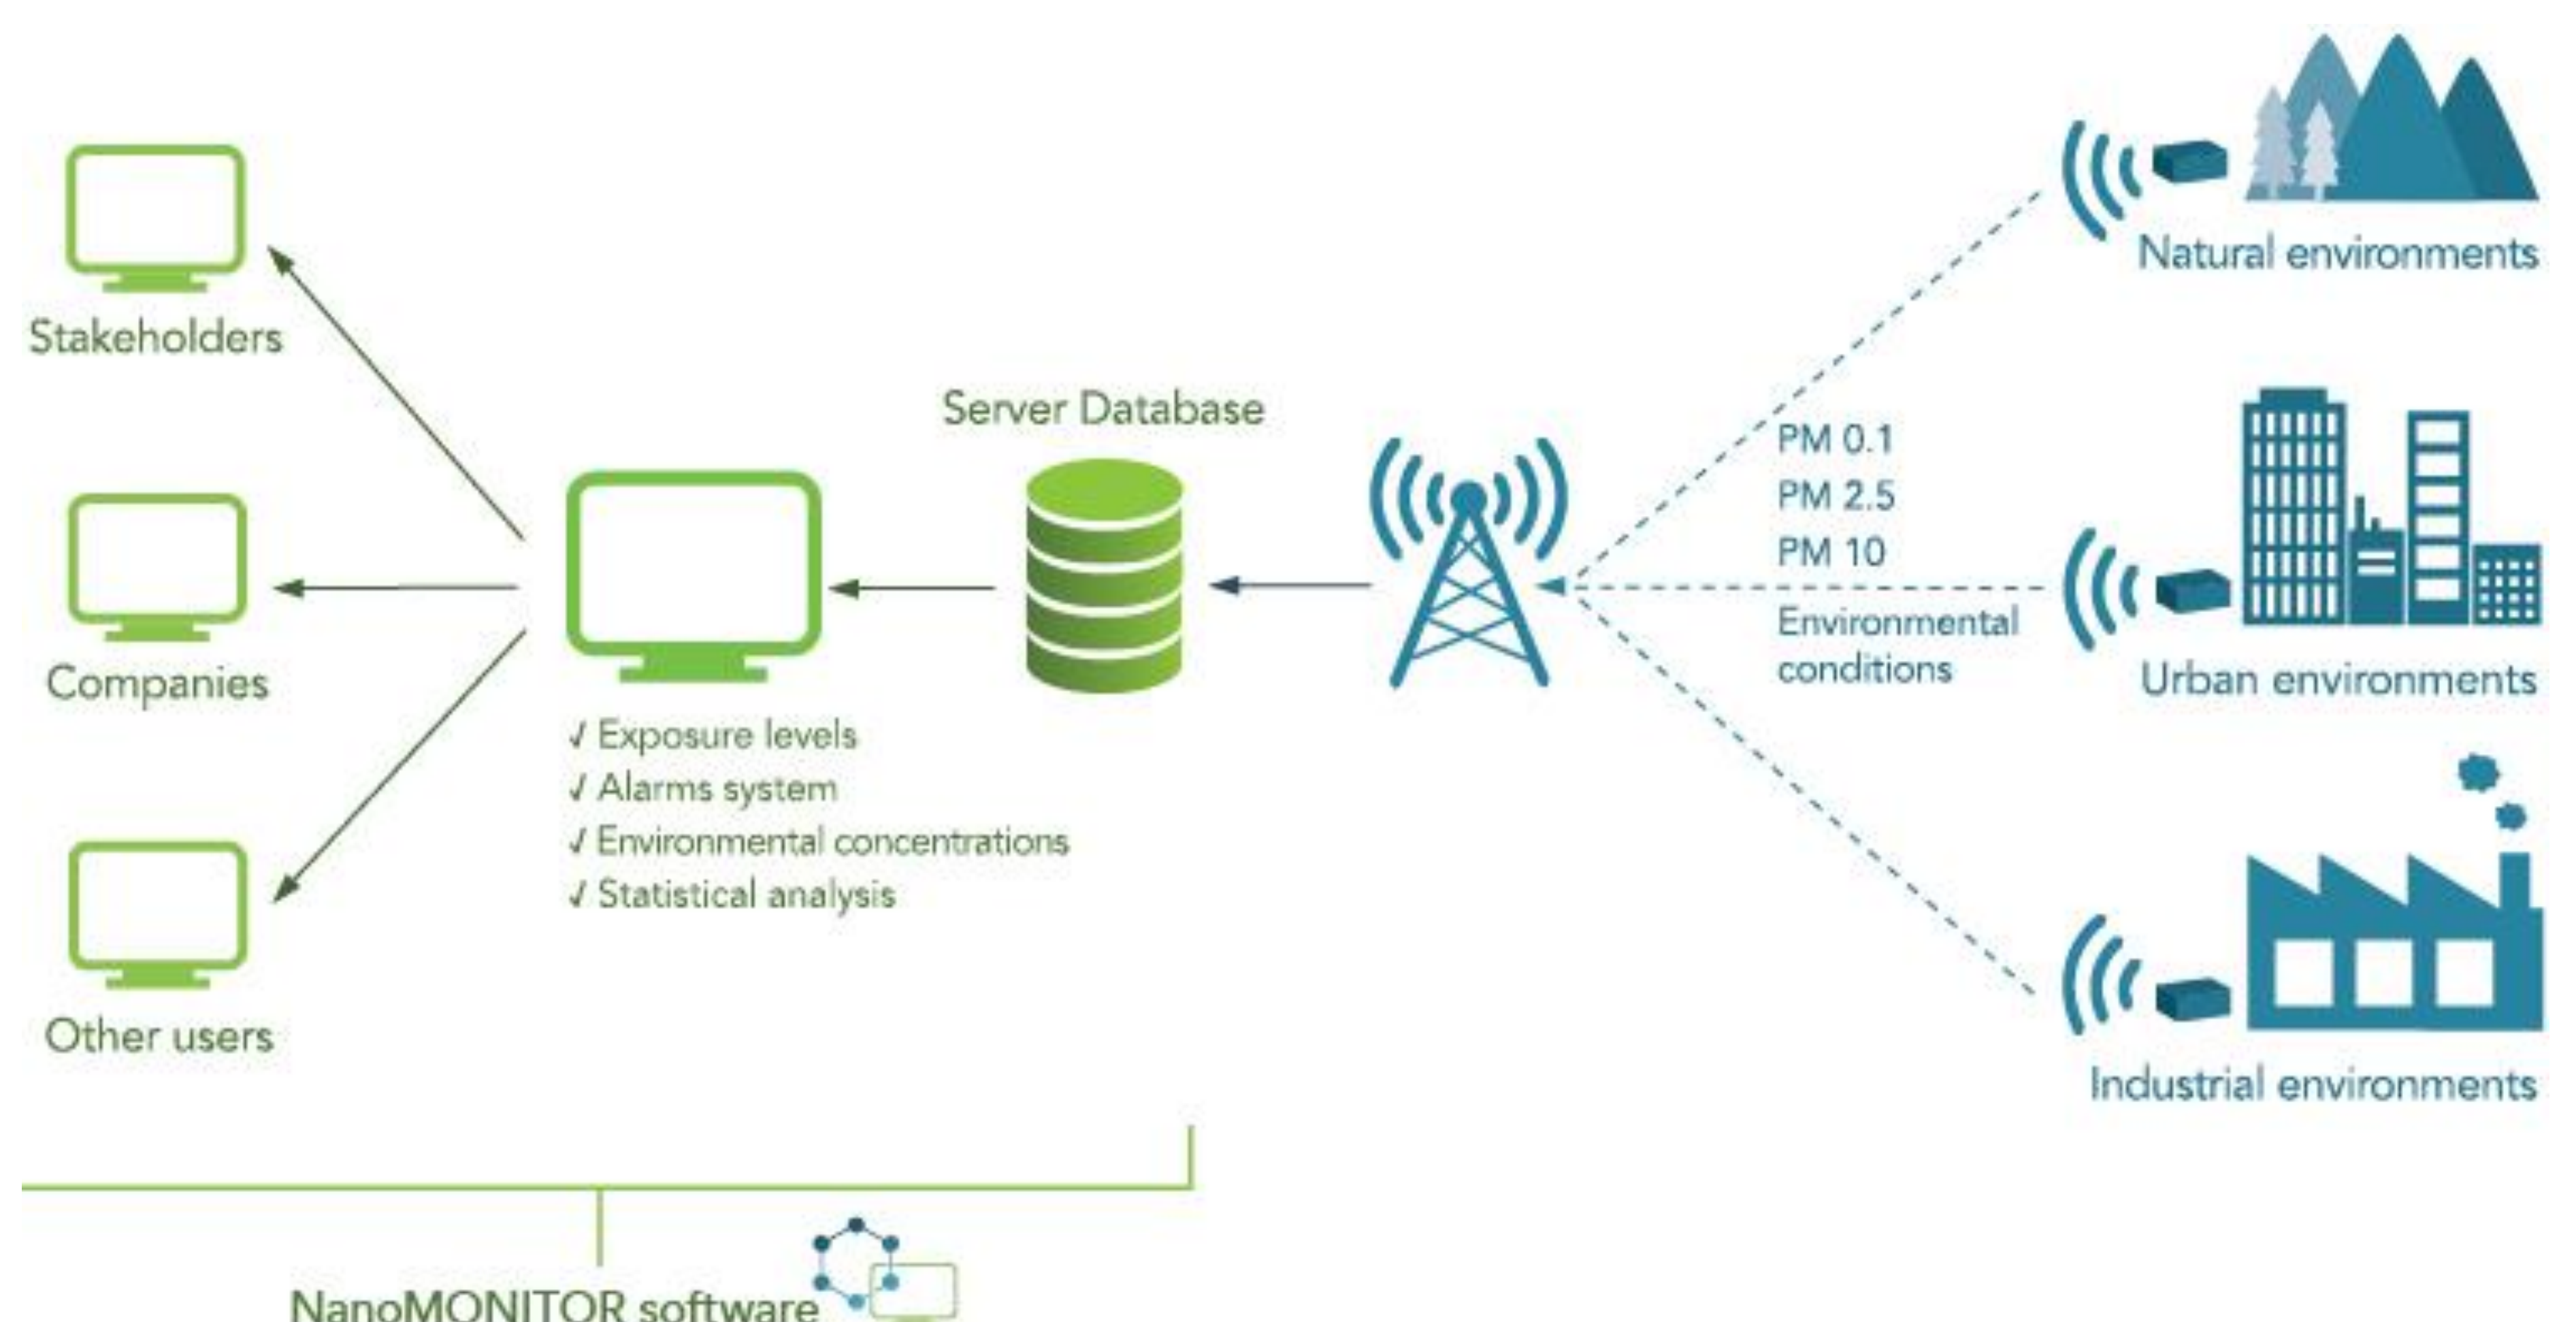 Natural environments
Stakeholders
Server Database
PM 0.1
PM 2.5
PM 10
Environmental
conditions
Companies
Urban environments
√ Exposure levels
√ Alarms system
√ Environmental concentrations
√ Statistical analysis
Other users
Industrial environments
NanoMONITOR software